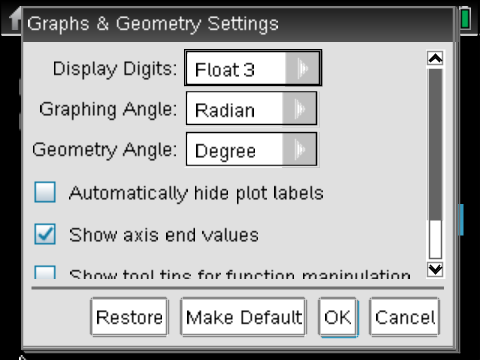 Graphs & Geometry Settings
Display Digits: Float 3
Graphing Angle: Radian
Geometry Angle: Degree
Automatically hide plot labels
Show axis end values
Show tool tips for function manipulation
Restore Make Default OK Cancel